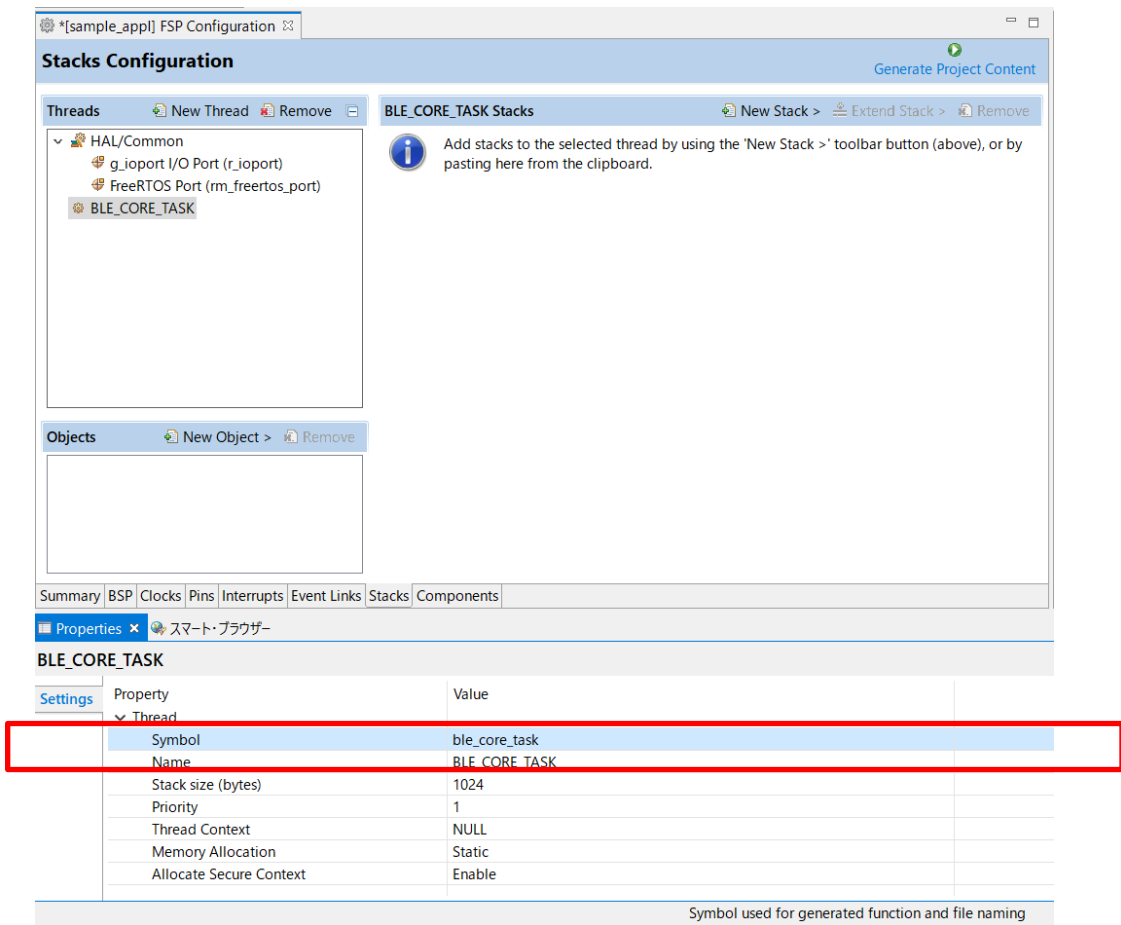 *[sample_appl] FSP Configuration
Stacks Configuration
Generate Project Content
Threads New Thread Remove
HAL/Common
g_ioport I/O Port (r_ioport)
FreeRTOS Port (rm_freertos_port)
BLE_CORE_TASK
BLE_CORE_TASK Stacks New Stack > Extend Stack > Remove
Add stacks to the selected thread by using the 'New Stack >' toolbar button (above), or by
pasting here from the clipboard.
Objects New Object > Remove
Summary BSP Clocks Pins Interrupts Event Links Stacks Components
Properties スマート・ブラウザー
BLE_CORE_TASK
Settings
Property Value
Thread
Symbol ble_core_task
Name BLE_CORE_TASK
Stack size (bytes) 1024
Priority 1
Thread Context NULL
Memory Allocation Static
Allocate Secure Context Enable
Symbol used for generated function and file naming